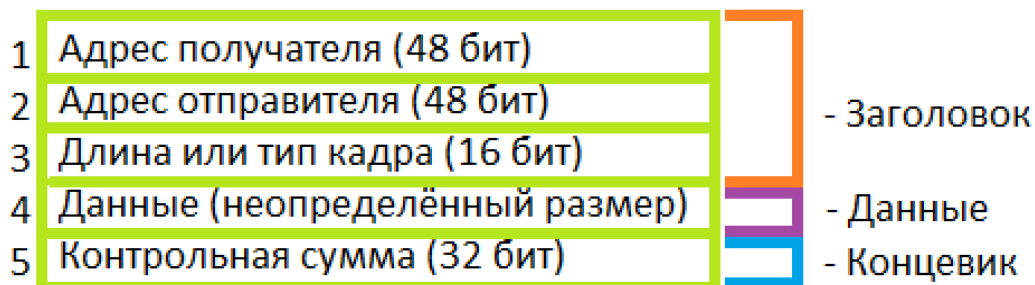 1 Адрес получателя (48 бит)
2 Адрес отправителя (48 бит)
- Заголовок
3 Длина или тип кадра (16 бит)
4 Данные (неопределённый размер)
- Данные
5 Контрольная сумма (32 бит)
- Концевик